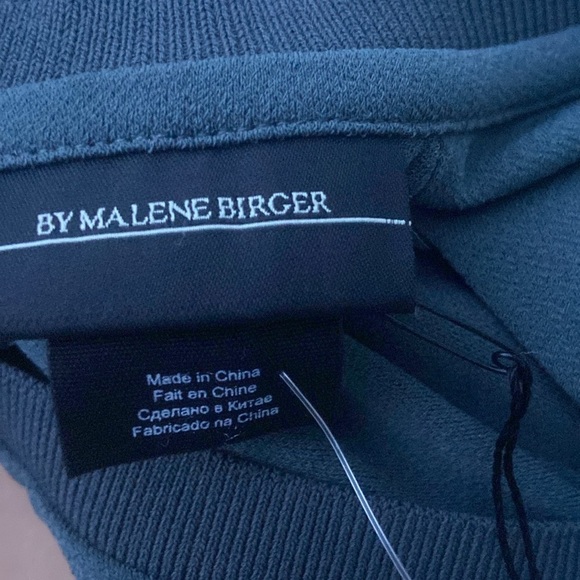 BY MALENE BIRGER
Made in China
Fait en Chine
Сделано в Китае
Fabricado na China